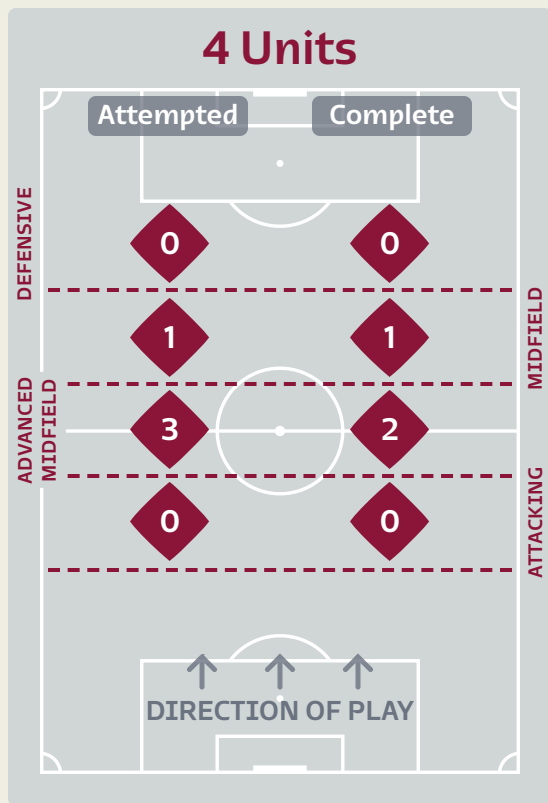 4 Units
Attempted
Complete
DEFENSIVE
0
0
MIDFIELD
1
1
ADVANCED
MIDFIELD
3
2
ATTACKING
0
0
DIRECTION OF PLAY